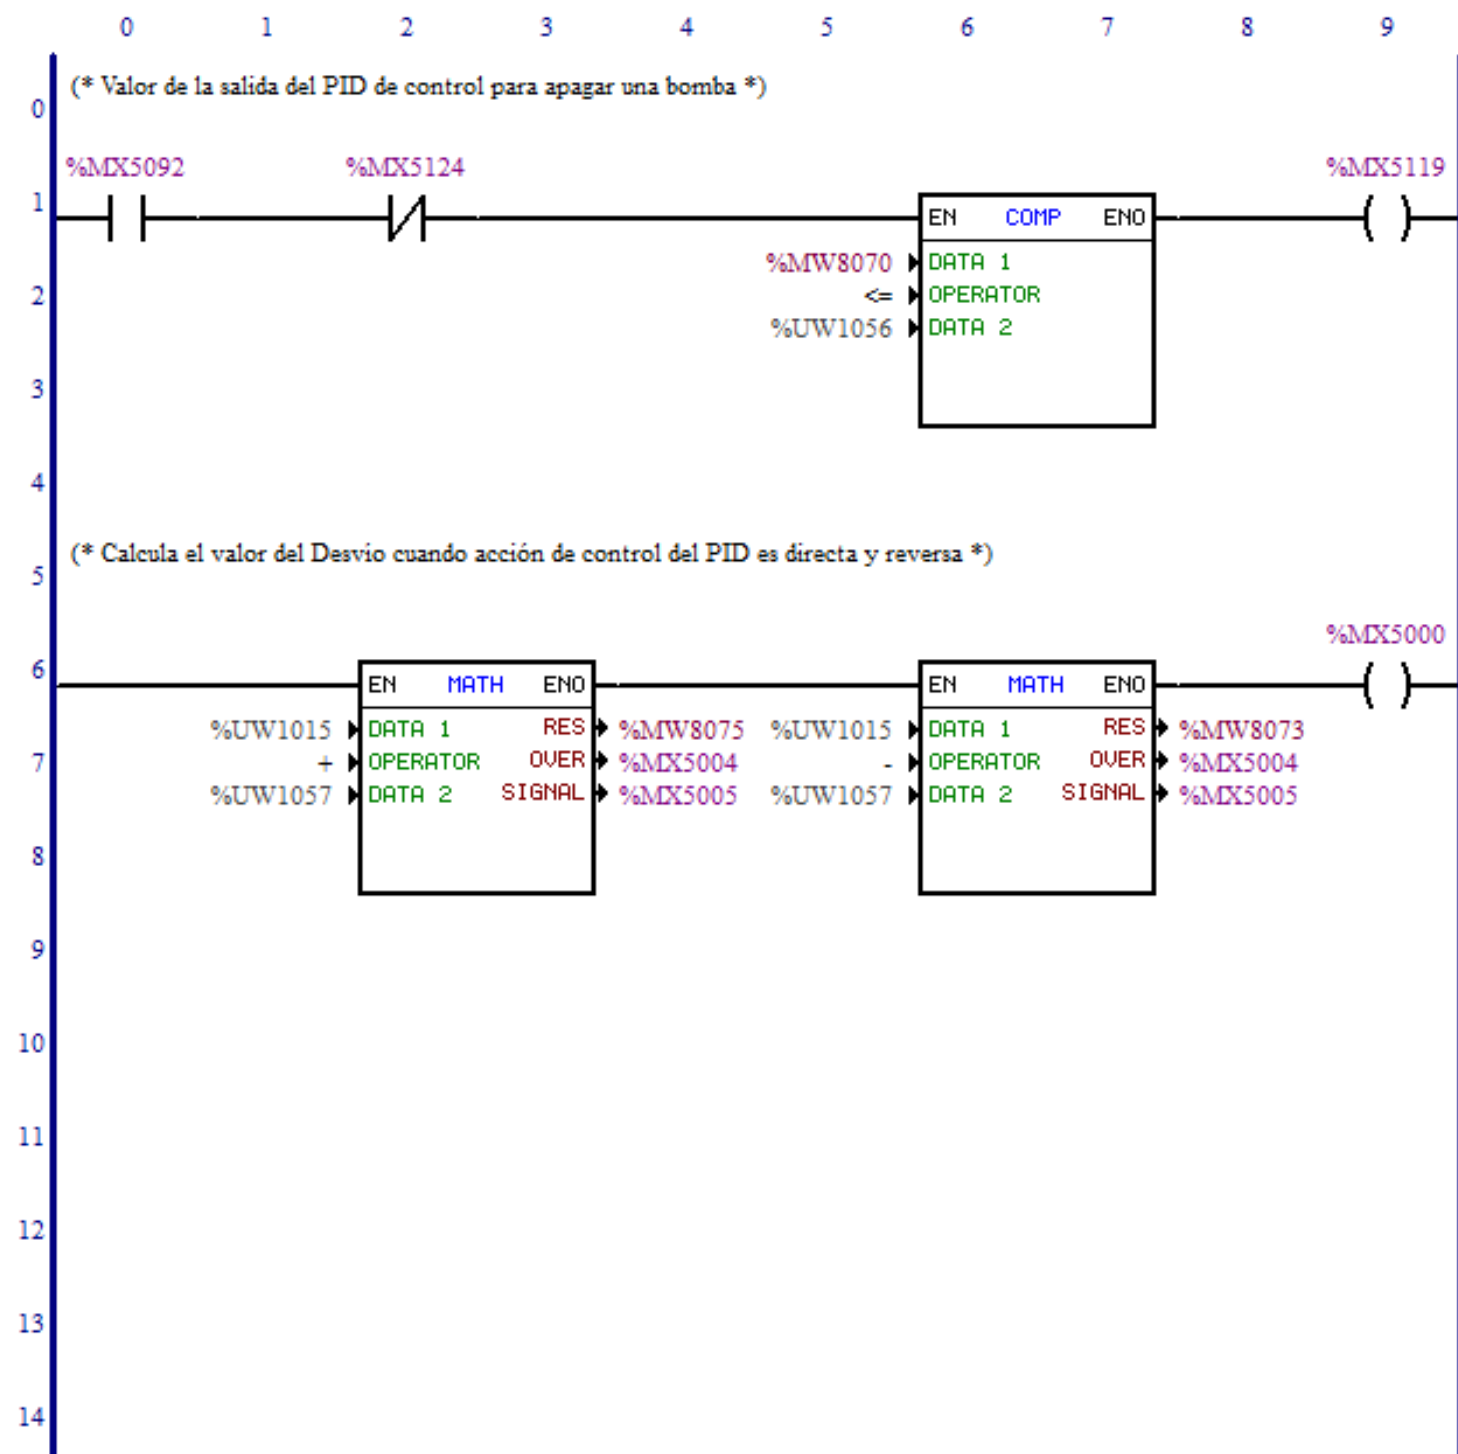 0 1 2 3 4 5 6 7 8 9
(* Valor de la salida del PID de control para apagar una bomba *)
0
%MX5092 %MX5124 %MX5119
1
EN COMP ENO
%MW8070 DATA 1
2
<= OPERATOR
%UW1056 DATA 2
3
4
(* Calcula el valor del Desvio cuando acción de control del PID es directa y reversa *)
5
%MX5000
6
EN MATH ENO EN MATH ENO
%UW1015 DATA 1 RES %MW8075 %UW1015 DATA 1 RES %MW8073
7 + OPERATOR OVER %MX5004 - OPERATOR OVER %MX5004
%UW1057 DATA 2 SIGNAL %MX5005 %UW1057 DATA 2 SIGNAL %MX5005
8
9
10
11
12
13
14